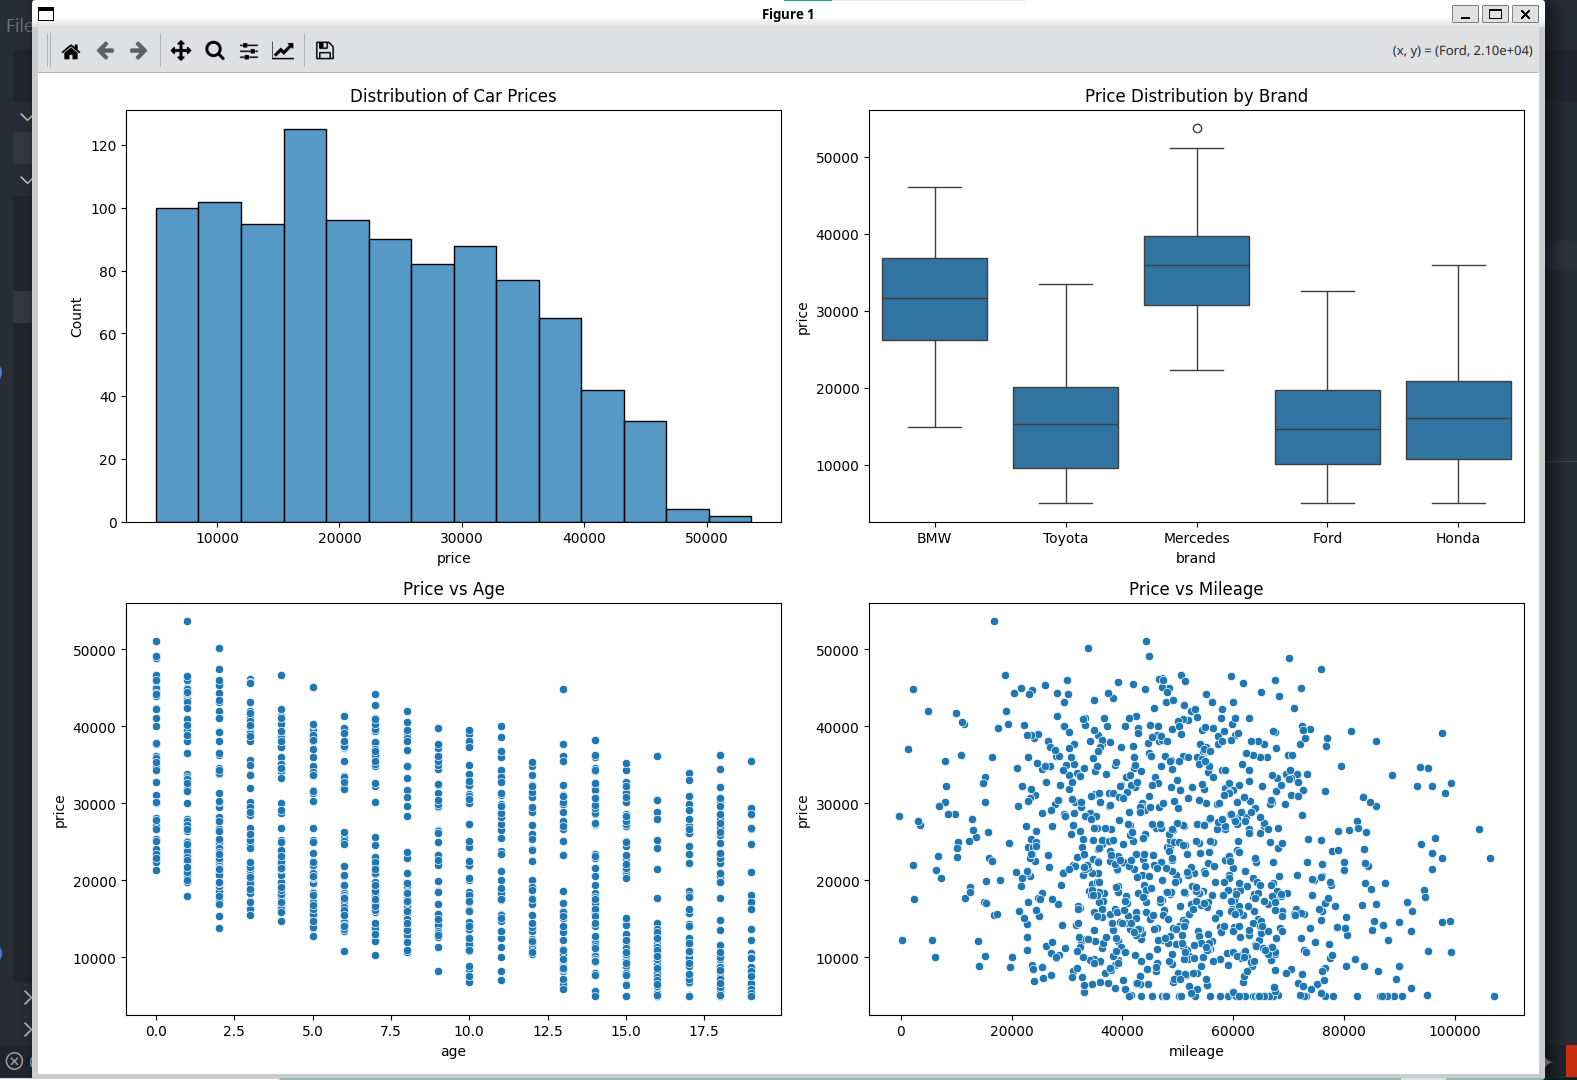 File
Figure 1
(x, y) = (Ford, 2.10e+04)
Distribution of Car Prices
120
100
80
60
40
20
0
Count
10000 20000 30000 40000 50000
price
Price Distribution by Brand
50000
40000
30000
20000
10000
price
BMW Toyota Mercedes Ford Honda
brand
Price vs Age
50000
40000
30000
20000
10000
price
0.0 2.5 5.0 7.5 10.0 12.5 15.0 17.5
age
Price vs Mileage
50000
40000
30000
20000
10000
price
0 20000 40000 60000 80000 100000
mileage